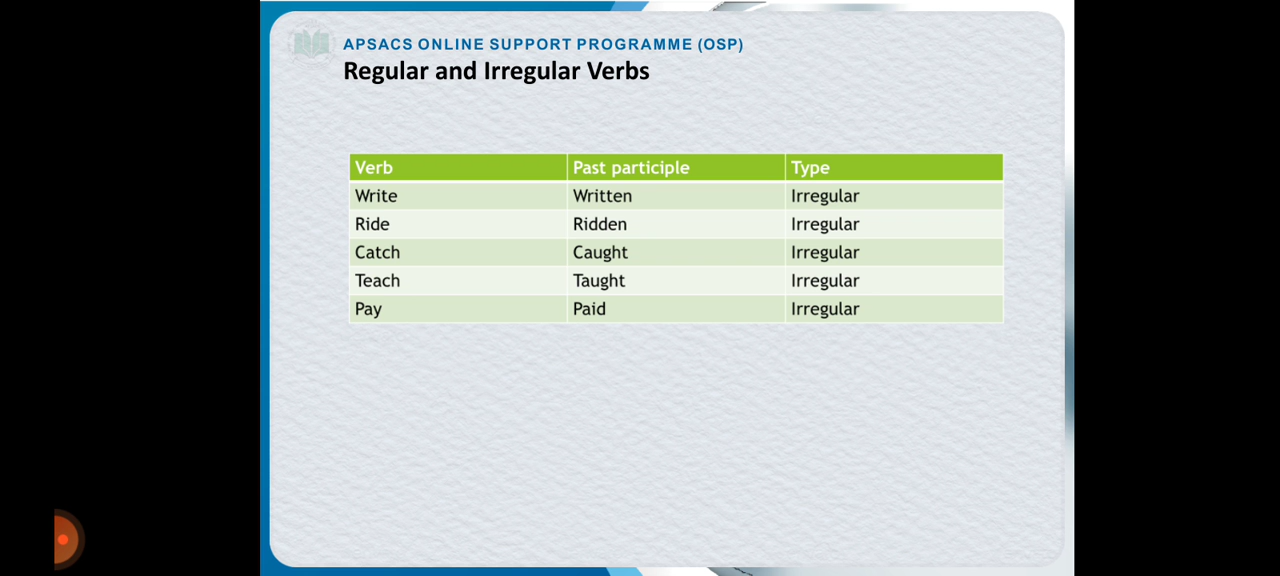 APSACS ONLINE SUPPORT PROGRAMME (OSP)
Regular and Irregular Verbs
Verb Past participle Type
Write Written Irregular
Ride Ridden Irregular
Catch Caught Irregular
Teach Taught Irregular
Pay Paid Irregular